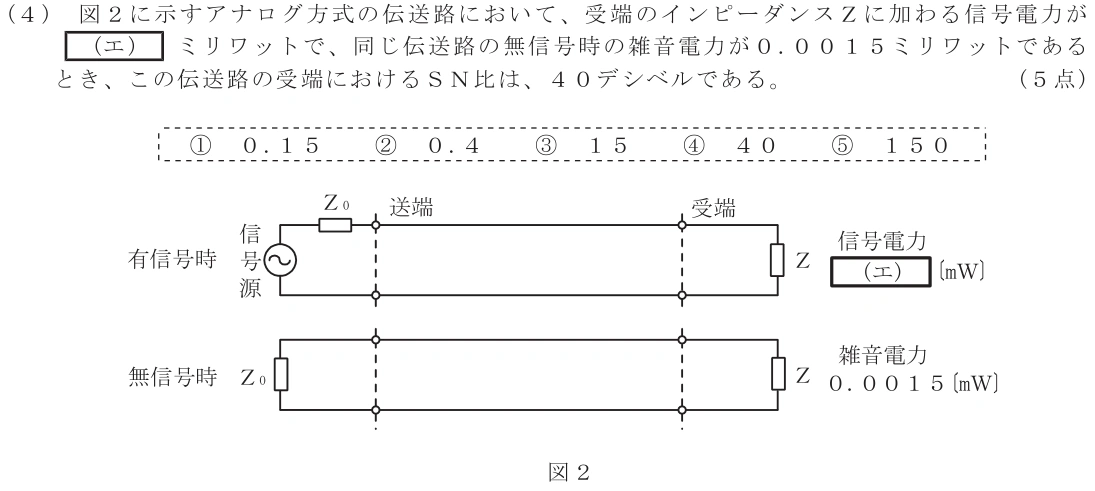 (4) 図2に示すアナログ方式の伝送路において、受端のインピーダンスZに加わる信号電力が
(エ) ミリワットで、同じ伝送路の無信号時の雑音電力が0.0015ミリワットである
とき、この伝送路の受端におけるSN比は、40デシベルである。 (5点)
① 0.15 ② 0.4 ③ 15 ④ 40 ⑤ 150
Z₀ 送端 受端
有信号時 信号源 Z 信号電力
(エ) 〔mW〕
無信号時 Z₀ Z 雑音電力
0.0015〔mW〕
図2